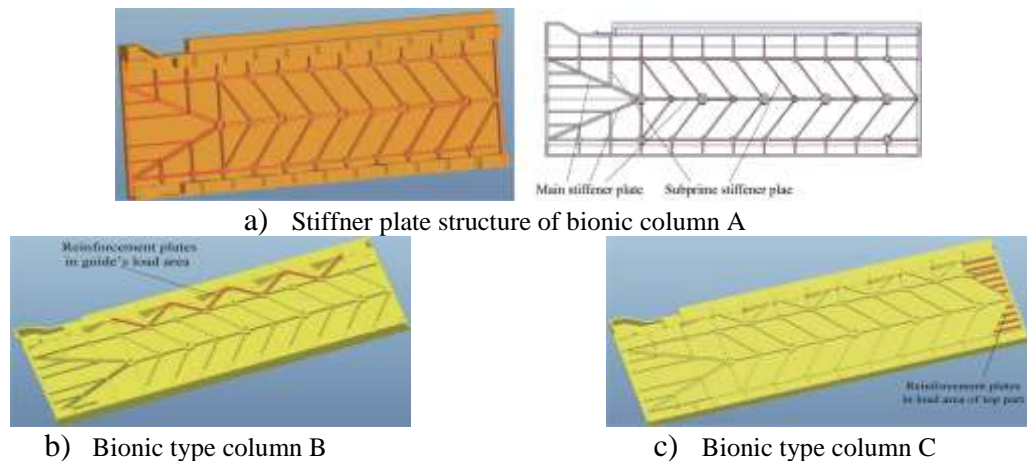 Main stiffener plate
Subprime stiffener plae
a) Stiffner plate structure of bionic column A
Reinforcement plates
in guide's load area
Reinforcement plates
in load area of top part
b) Bionic type column B
c) Bionic type column C